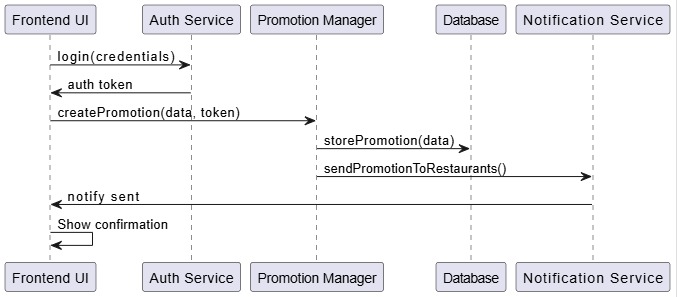 Frontend UI Auth Service Promotion Manager Database Notification Service
login(credentials)
auth token
createPromotion(data, token)
storePromotion(data)
sendPromotionToRestaurants()
notify sent
Show confirmation
Frontend UI Auth Service Promotion Manager Database Notification Service